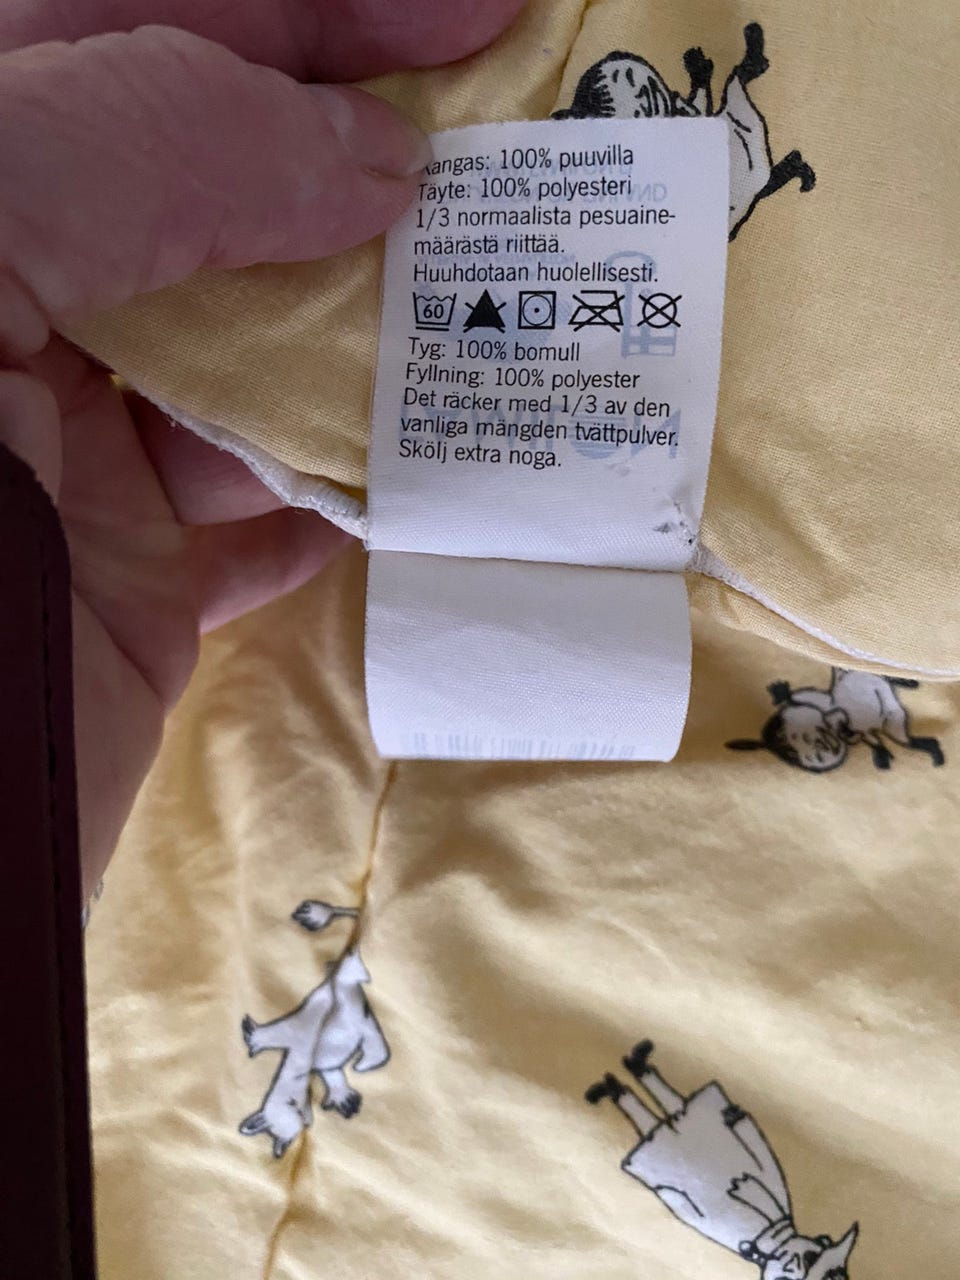 Kangas: 100% puuvilla
Täyte: 100% polyesteri
1/3 normaalista pesuaine-
määrästä riittää.
Huuhdotaan huolellisesti.
60
Tyg: 100% bomull
Fyllning: 100% polyester
Det räcker med 1/3 av den
vanliga mängden tvättpulver.
Skölj extra noga.